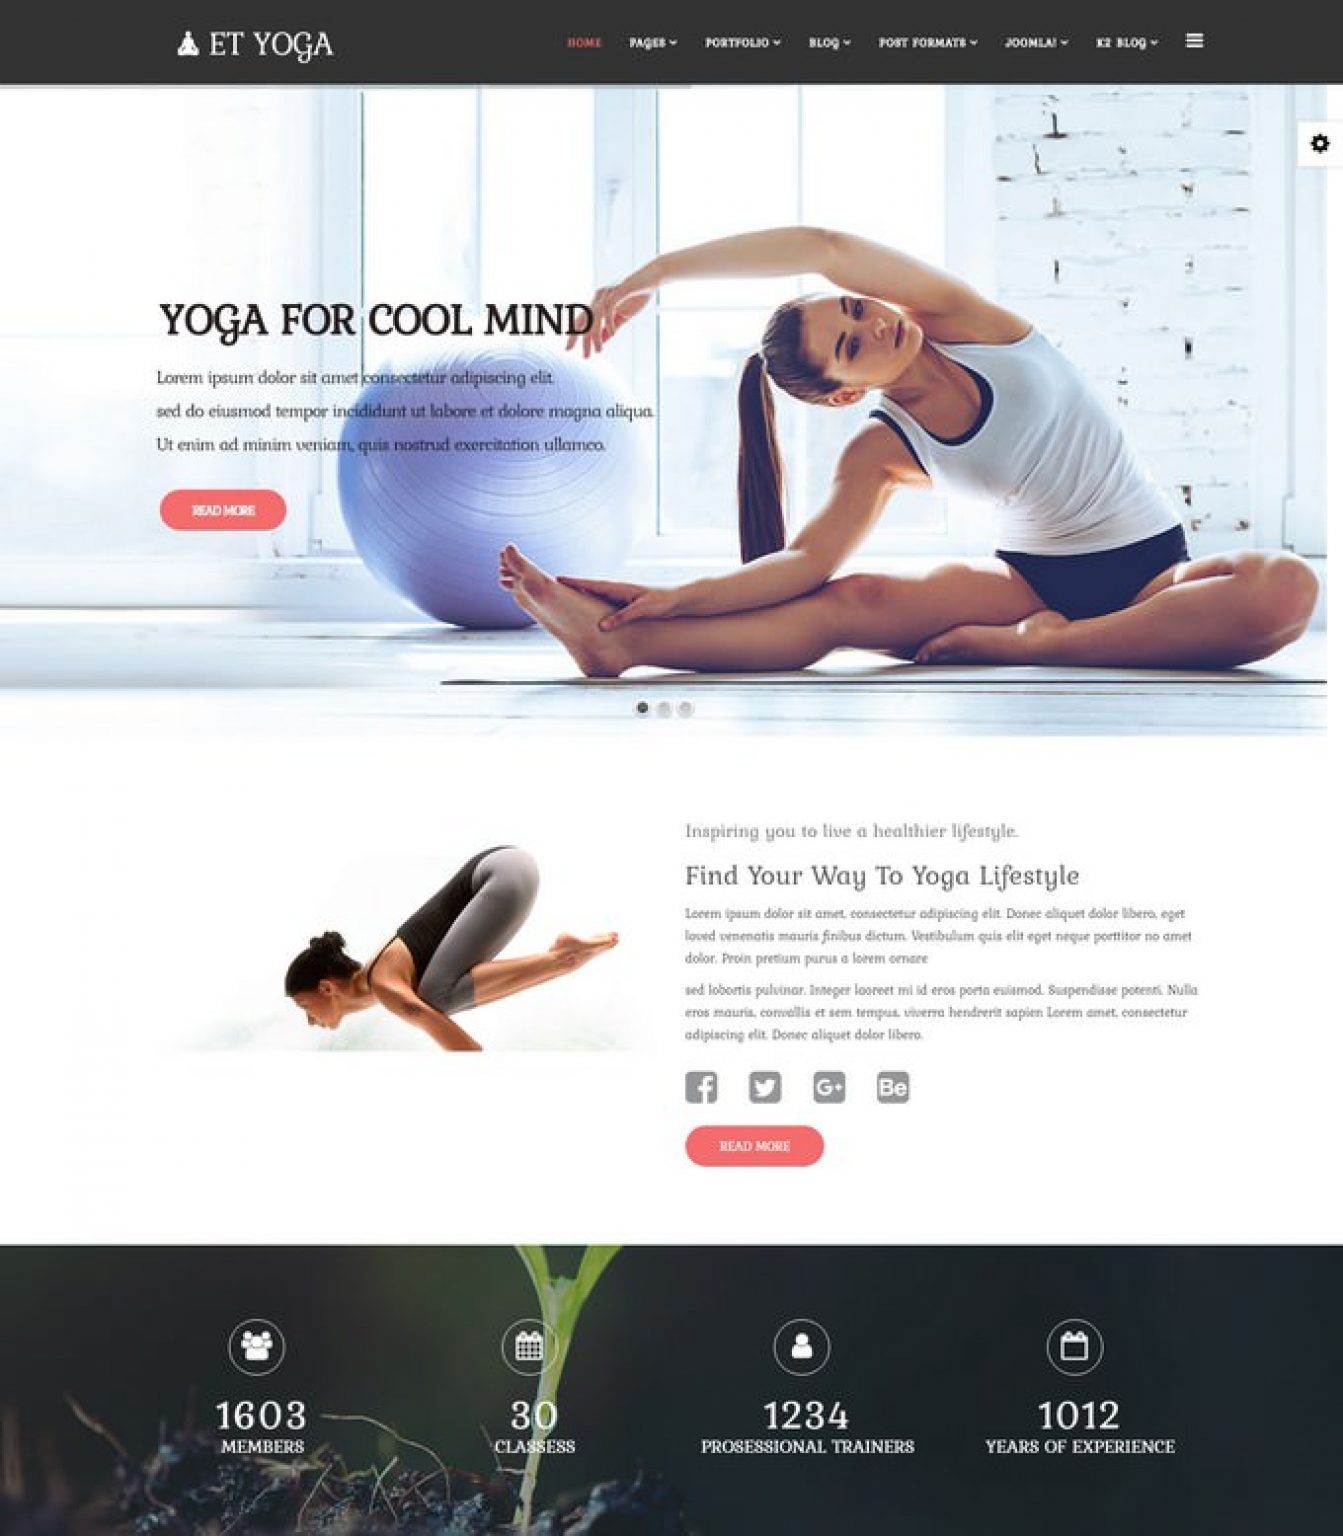 ET YOGA
HOME PAGES PORTFOLIO BLOG POST FORMATS JOOMLA! K2 BLOG
YOGA FOR COOL MIND
Lorem ipsum dolor sit amet consectetur adipiscing elit.
sed do eiusmod tempor incididunt ut labore et dolore magna aliqua.
Ut enim ad minim veniam, quis nostrud exercitation ullamco.
READ MORE
Inspiring you to live a healthier lifestyle.
Find Your Way To Yoga Lifestyle
Lorem ipsum dolor sit amet, consectetur adipiscing elit. Donec aliquet dolor libero, eget
loved venenatis mauris finibus dictum. Vestibulum quis elit eget neque porttitor no amet
dolor. Proin pretium purus a lorem ornare
sed lobortis pulvinar. Integer laoreet mi id eros porta euismod. Suspendisse potenti. Nulla
eros mauris, convallis et sem tempus, viverra hendrerit sapien Lorem amet, consectetur
adipiscing elit. Donec aliquet dolor libero.
G+ Be
READ MORE
1603 30 1234 1012
MEMBERS CLASSESS PROSESSIONAL TRAINERS YEARS OF EXPERIENCE